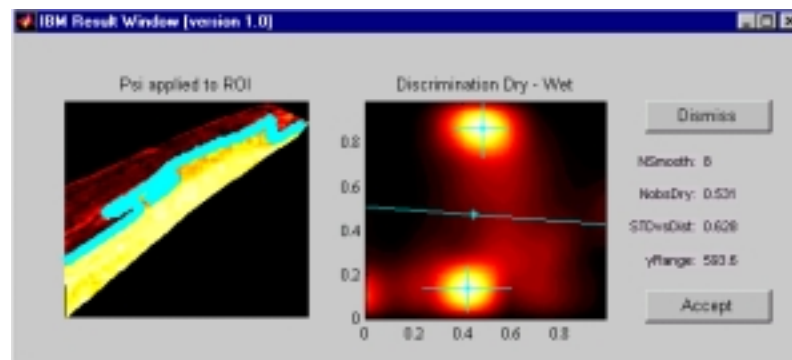 IBM Result Window [version 1.0]
Psi applied to ROI
Discrimination Dry - Wet
0.8
0.6
0.4
0.2
0
0
0.2
0.4
0.6
0.8
Dismiss
NSmooth: 8
NobsDry: 0.531
STDvsDist: 0.628
yRange: 593.6
Accept